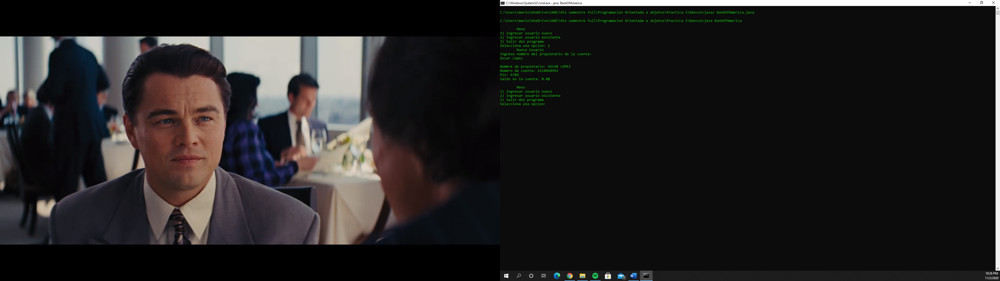 C:\Windows\System32\cmd.exe - java  BankOfAmerica
C:\Users\mario\OneDrive\UABC\4to semestre full\Programacion Orientada a objetos\Practica 5\Banco1>javac BankOfAmerica.java
C:\Users\mario\OneDrive\UABC\4to semestre full\Programacion Orientada a objetos\Practica 5\Banco1>java BankOfAmerica
Menu
1) Ingresar usuario nuevo
2) Ingresar usuario existente
3) Salir del programa
Selecciona una opcion: 1
Nuevo Usuario
Ingrese nombre del propietario de la cuenta:
Oscar Lopez
Nombre de propietario: OSCAR LOPEZ
Numero de cuenta: 2118468943
Pin: 6709
Saldo en la cuenta: 0.0$
Menu
1) Ingresar usuario nuevo
2) Ingresar usuario existente
3) Salir del programa
Selecciona una opcion:
1
W
10:26 PM
11/2/2020